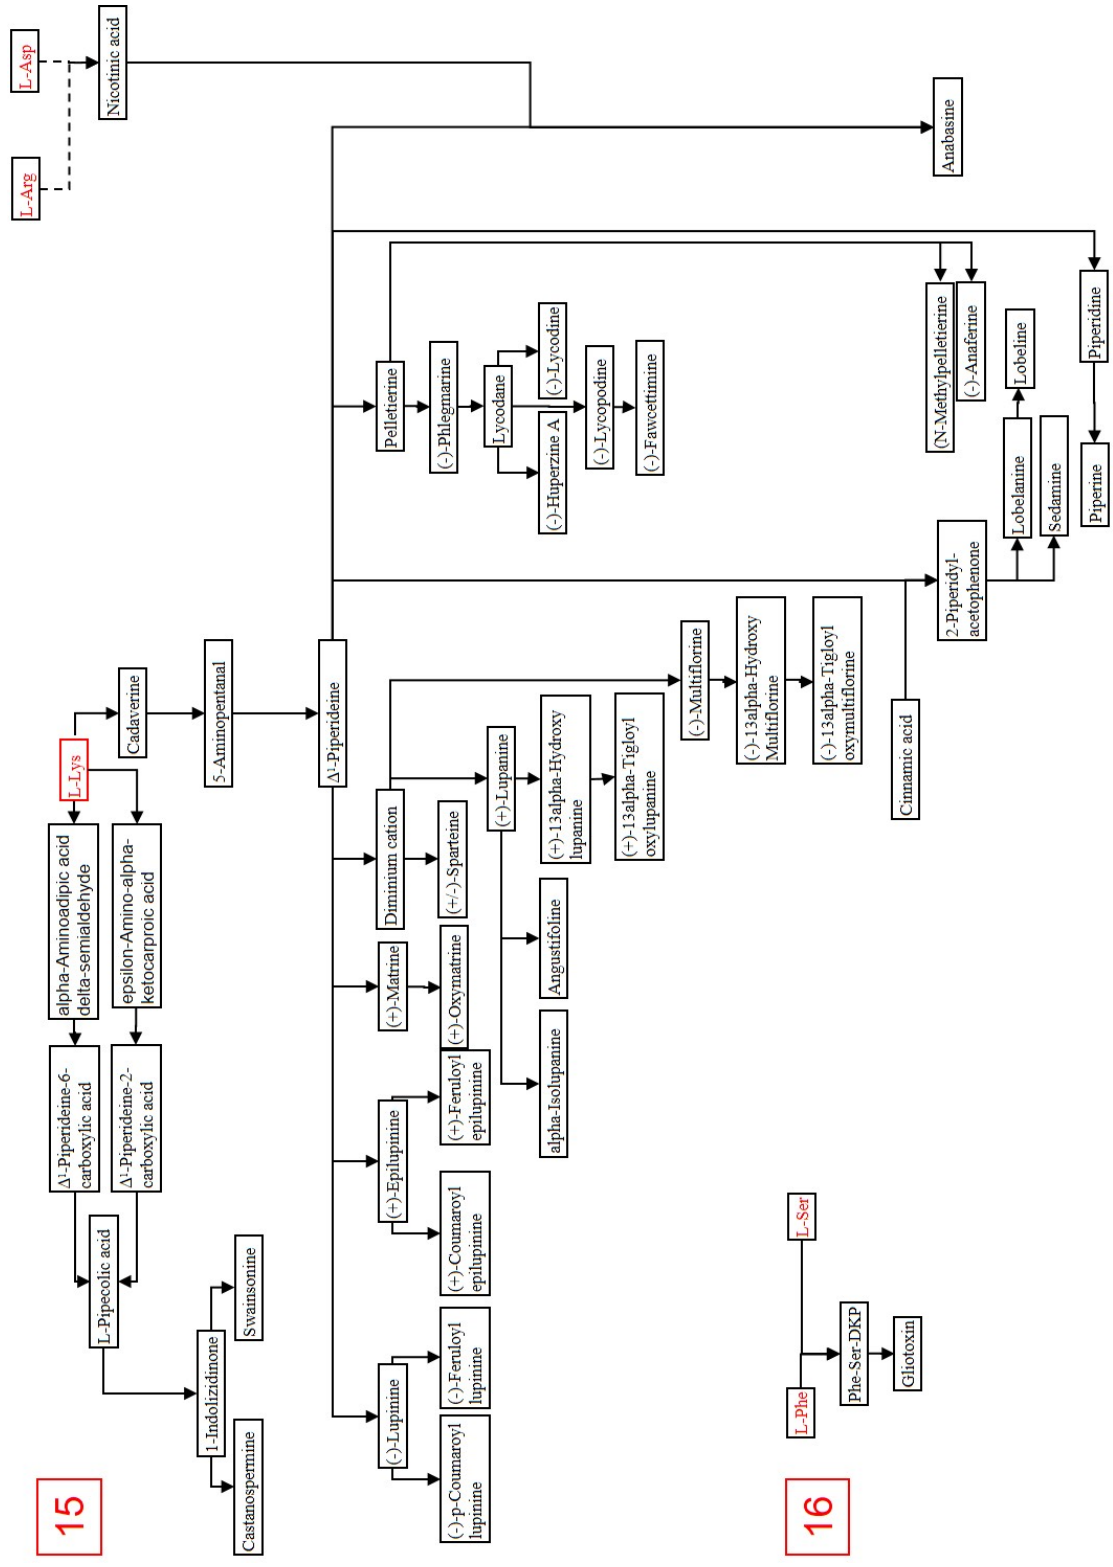 15
L-Arg
L-Asp
L-Lys
alpha-Aminoadipic acid
delta-semialdehyde
Δ¹-Piperideine-6-
carboxylic acid
L-Pipecolic acid
Nicotinic acid
Δ¹-Piperideine-2-
carboxylic acid
epsilon-Amino-alpha-
ketocarproic acid
Cadaverine
1-Indolizidinone
5-Aminopentanal
Castanospermine
Swainsonine
Δ¹-Piperideine
(-)-Lupinine
(+)-Epilupinine
(+)-Matrine
Diminium cation
Pelletierine
(-)-p-Coumaroyl
lupinine
(-)-Feruloyl
lupinine
(+)-Coumaroyl
epilupinine
(+)-Feruloyl
epilupinine
(+)-Oxymatrine
(+/-)-Sparteine
(-)-Phlegmarine
(+)-Lupanine
Lycodane
alpha-Isolupanine
Angustifoline
(+)-13alpha-Hydroxy
lupanine
(-)-Huperzine A
(-)-Lycodine
(-)-Lycopodine
(+)-13alpha-Tigloyl
oxylupanine
(-)-Fawcettimine
(-)-Multiflorine
(-)-13alpha-Hydroxy
Multiflorine
(-)-13alpha-Tigloyl
oxymultiflorine
16
L-Phe
L-Ser
Phe-Ser-DKP
Gliotoxin
Cinnamic acid
2-Piperidyl-
acetophenone
(N-Methylpelletierine
Anabasine
(-)-Anaferine
Lobelanine
Lobeline
Sedamine
Piperine
Piperidine